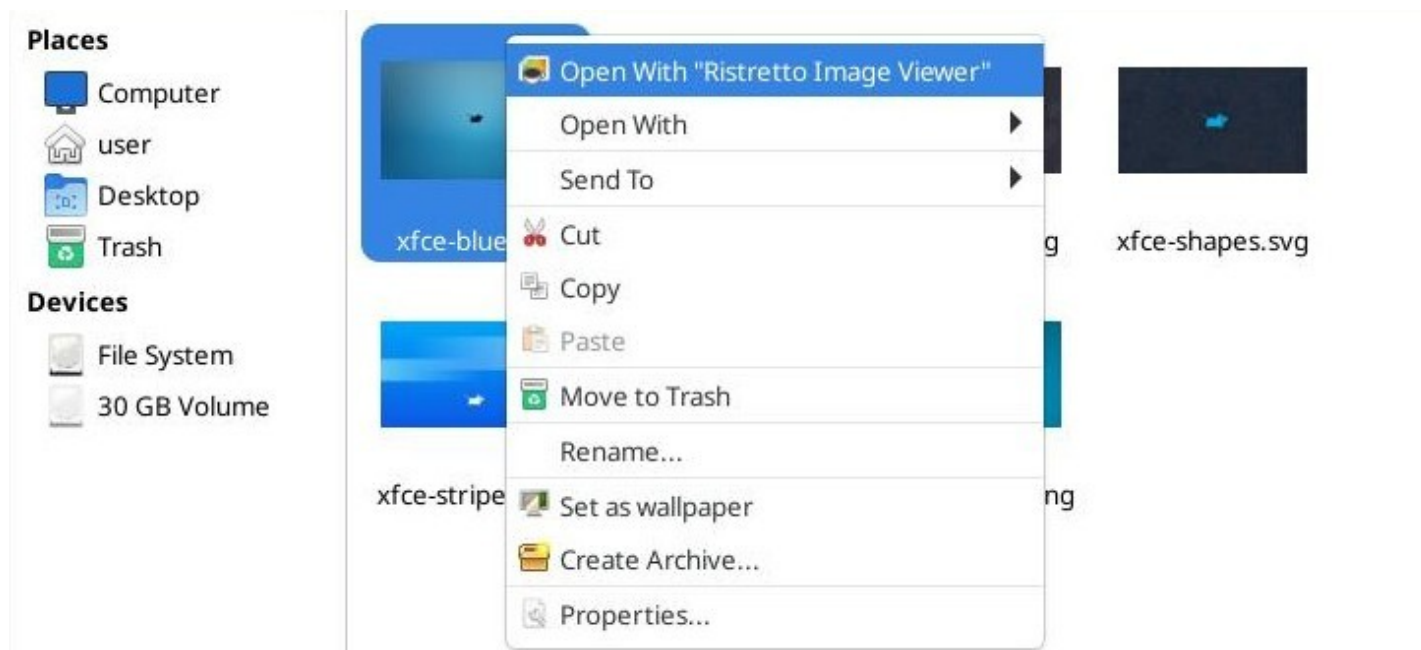 Places
Computer
user
Desktop
Trash
Devices
File System
30 GB Volume
xfce-blue
g
xfce-shapes.svg
xfce-stripe
ng
Open With "Ristretto Image Viewer"
Open With
Send To
Cut
Copy
Paste
Move to Trash
Rename...
Set as wallpaper
Create Archive...
Properties...